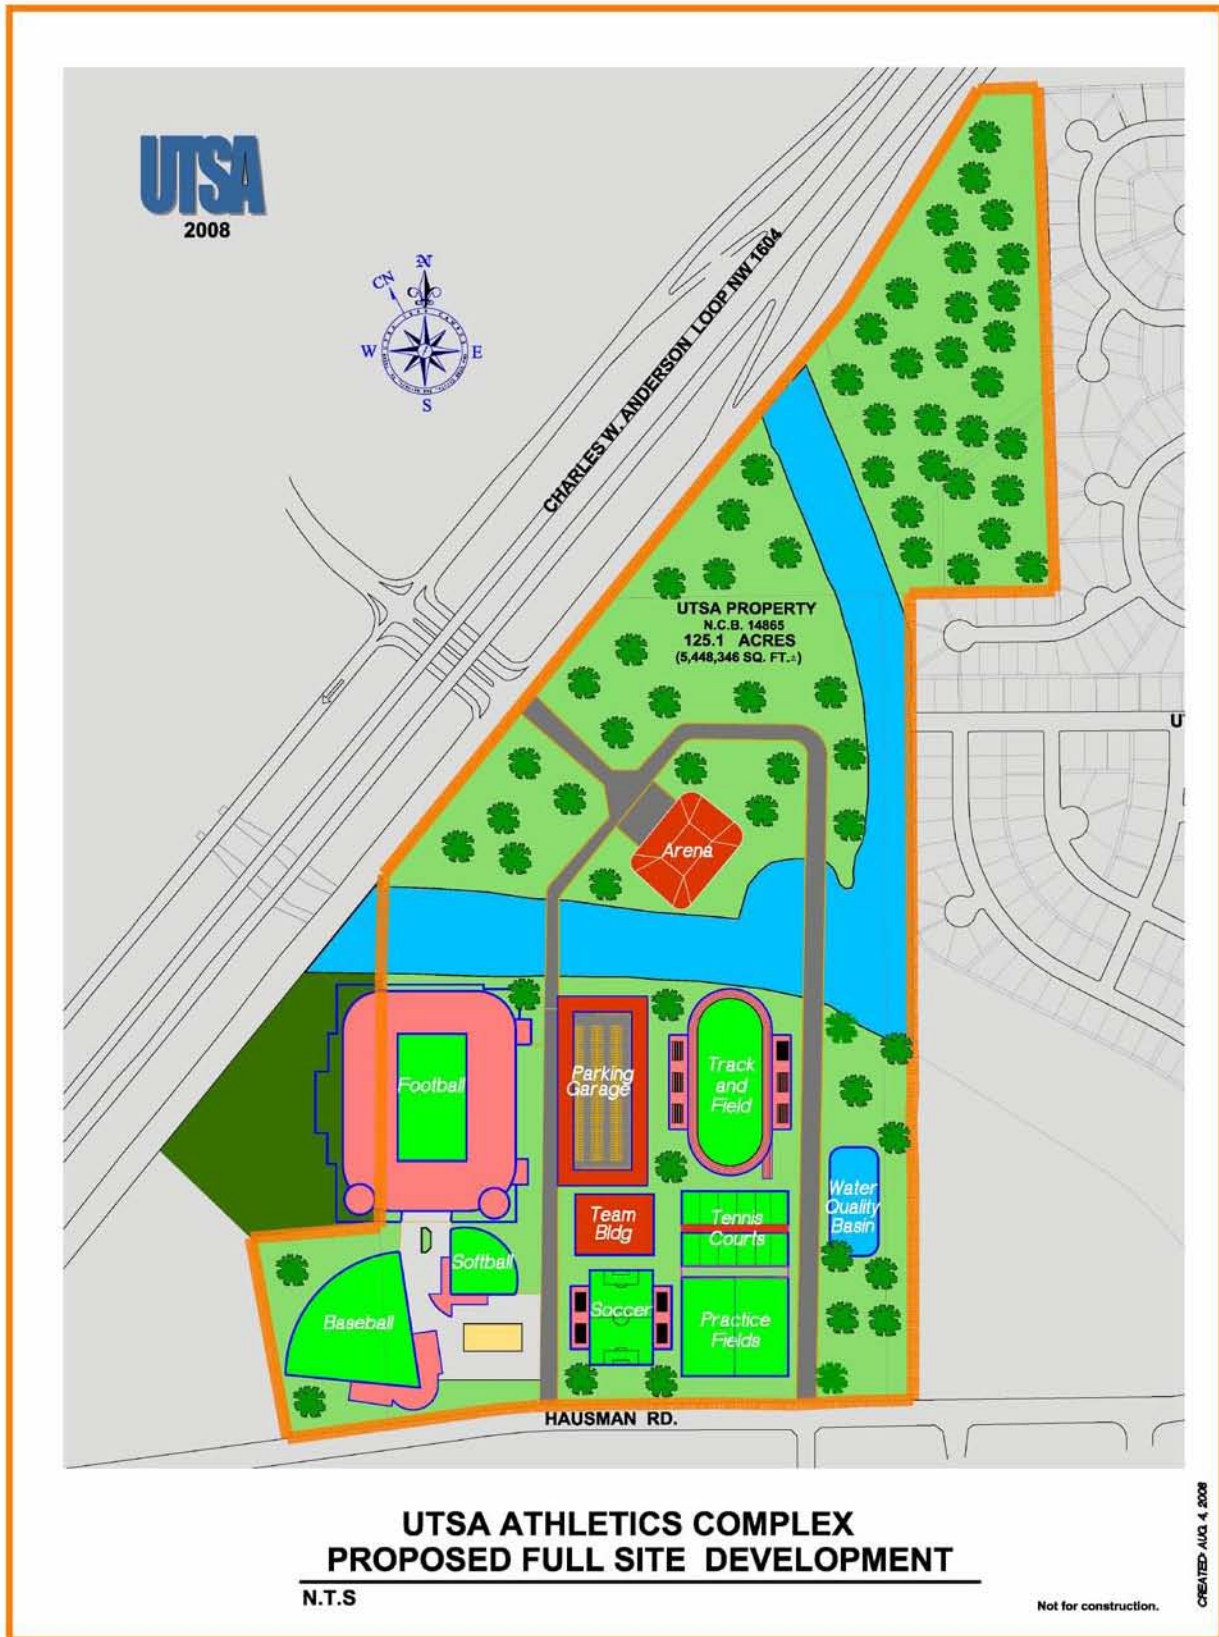 UTSA
2008
N
CN
W
E
S
CHARLES W. ANDERSON LOOP NW 1604
UTSA PROPERTY
N.C.B. 14865
125.1 ACRES
(5,448,346 SQ. FT.±)
U
Arena
Football
Parking
Garage
Track
and
Field
Water
Quality
Basin
Team
Bldg
Tennis
Courts
Softball
Baseball
Soccer
Practice
Fields
HAUSMAN RD.
UTSA ATHLETICS COMPLEX
PROPOSED FULL SITE DEVELOPMENT
N.T.S
Not for construction.
CREATED: AUG. 4, 2008